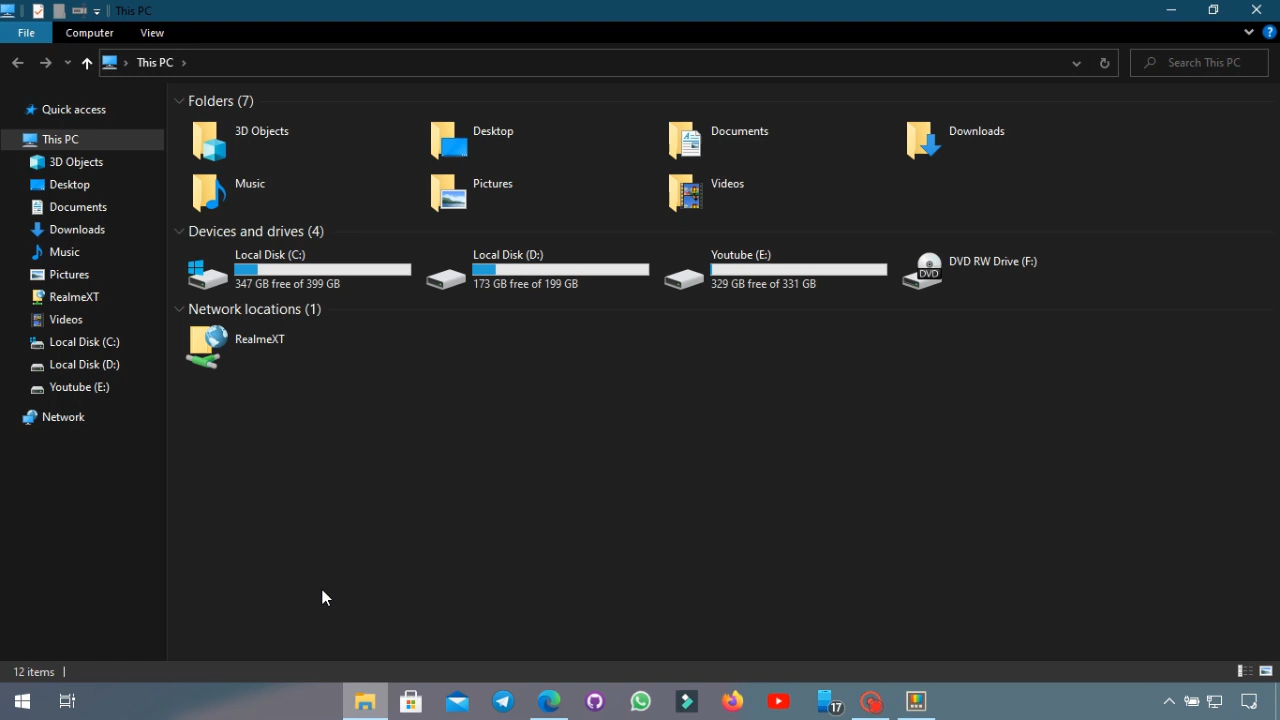 This PC
File Computer View
This PC
Search This PC
Quick access
This PC
3D Objects
Desktop
Documents
Downloads
Music
Pictures
RealmeXT
Videos
Local Disk (C:)
Local Disk (D:)
Youtube (E:)
Network
Folders (7)
3D Objects
Desktop
Documents
Downloads
Music
Pictures
Videos
Devices and drives (4)
Local Disk (C:)
347 GB free of 399 GB
Local Disk (D:)
173 GB free of 199 GB
Youtube (E:)
329 GB free of 331 GB
DVD RW Drive (F:)
DVD
Network locations (1)
RealmeXT
12 items
17